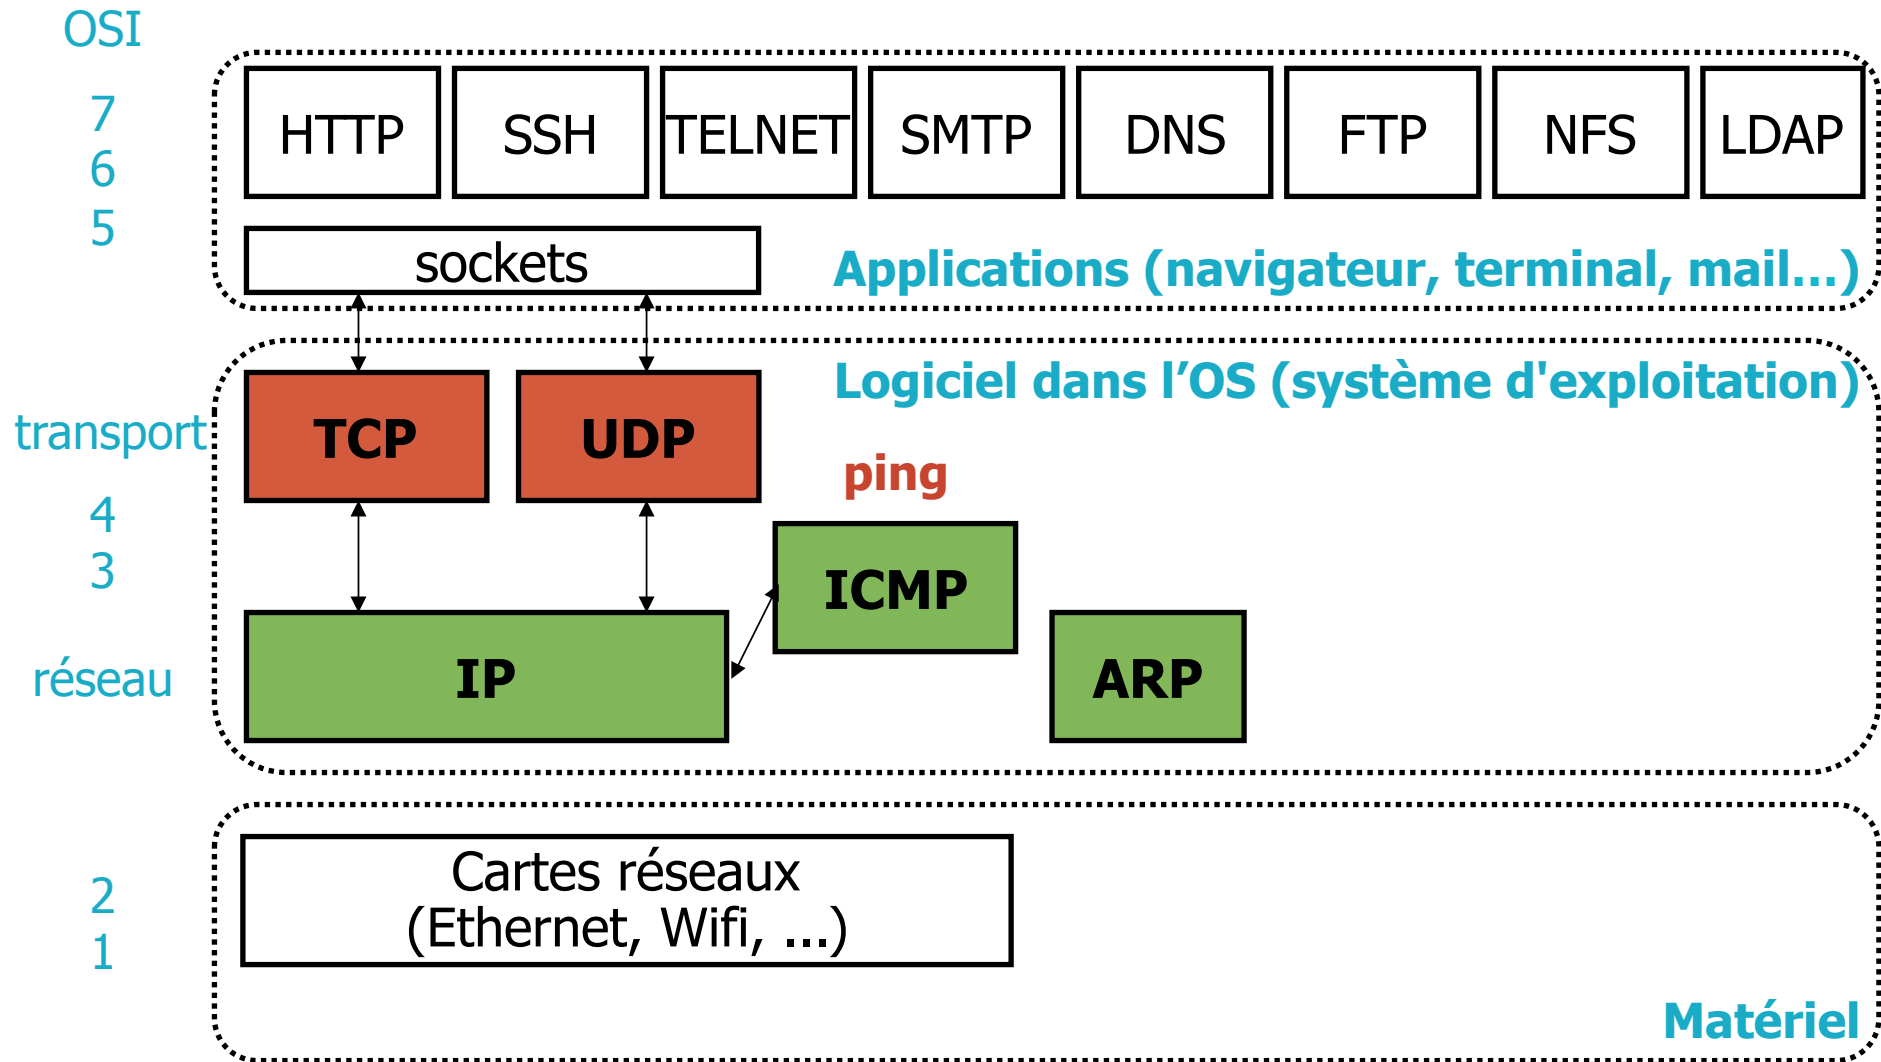 OSI
7
6
5
HTTP
SSH
TELNET
SMTP
DNS
FTP
NFS
LDAP
sockets
Applications (navigateur, terminal, mail...)
Logiciel dans l’OS (système d'exploitation)
transport
TCP
UDP
ping
4
3
ICMP
réseau
IP
ARP
2
1
Cartes réseaux
(Ethernet, Wifi, ...)
Matériel